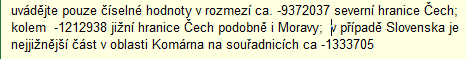 uvádějte pouze číselné hodnoty v rozmezí ca. -9372037 severní hranice Čech;
kolem  -1212938 jižní hranice Čech podobně i Moravy;  v případě Slovenska je
nejjižnější část v oblasti Komárna na souřadnicích ca -1333705